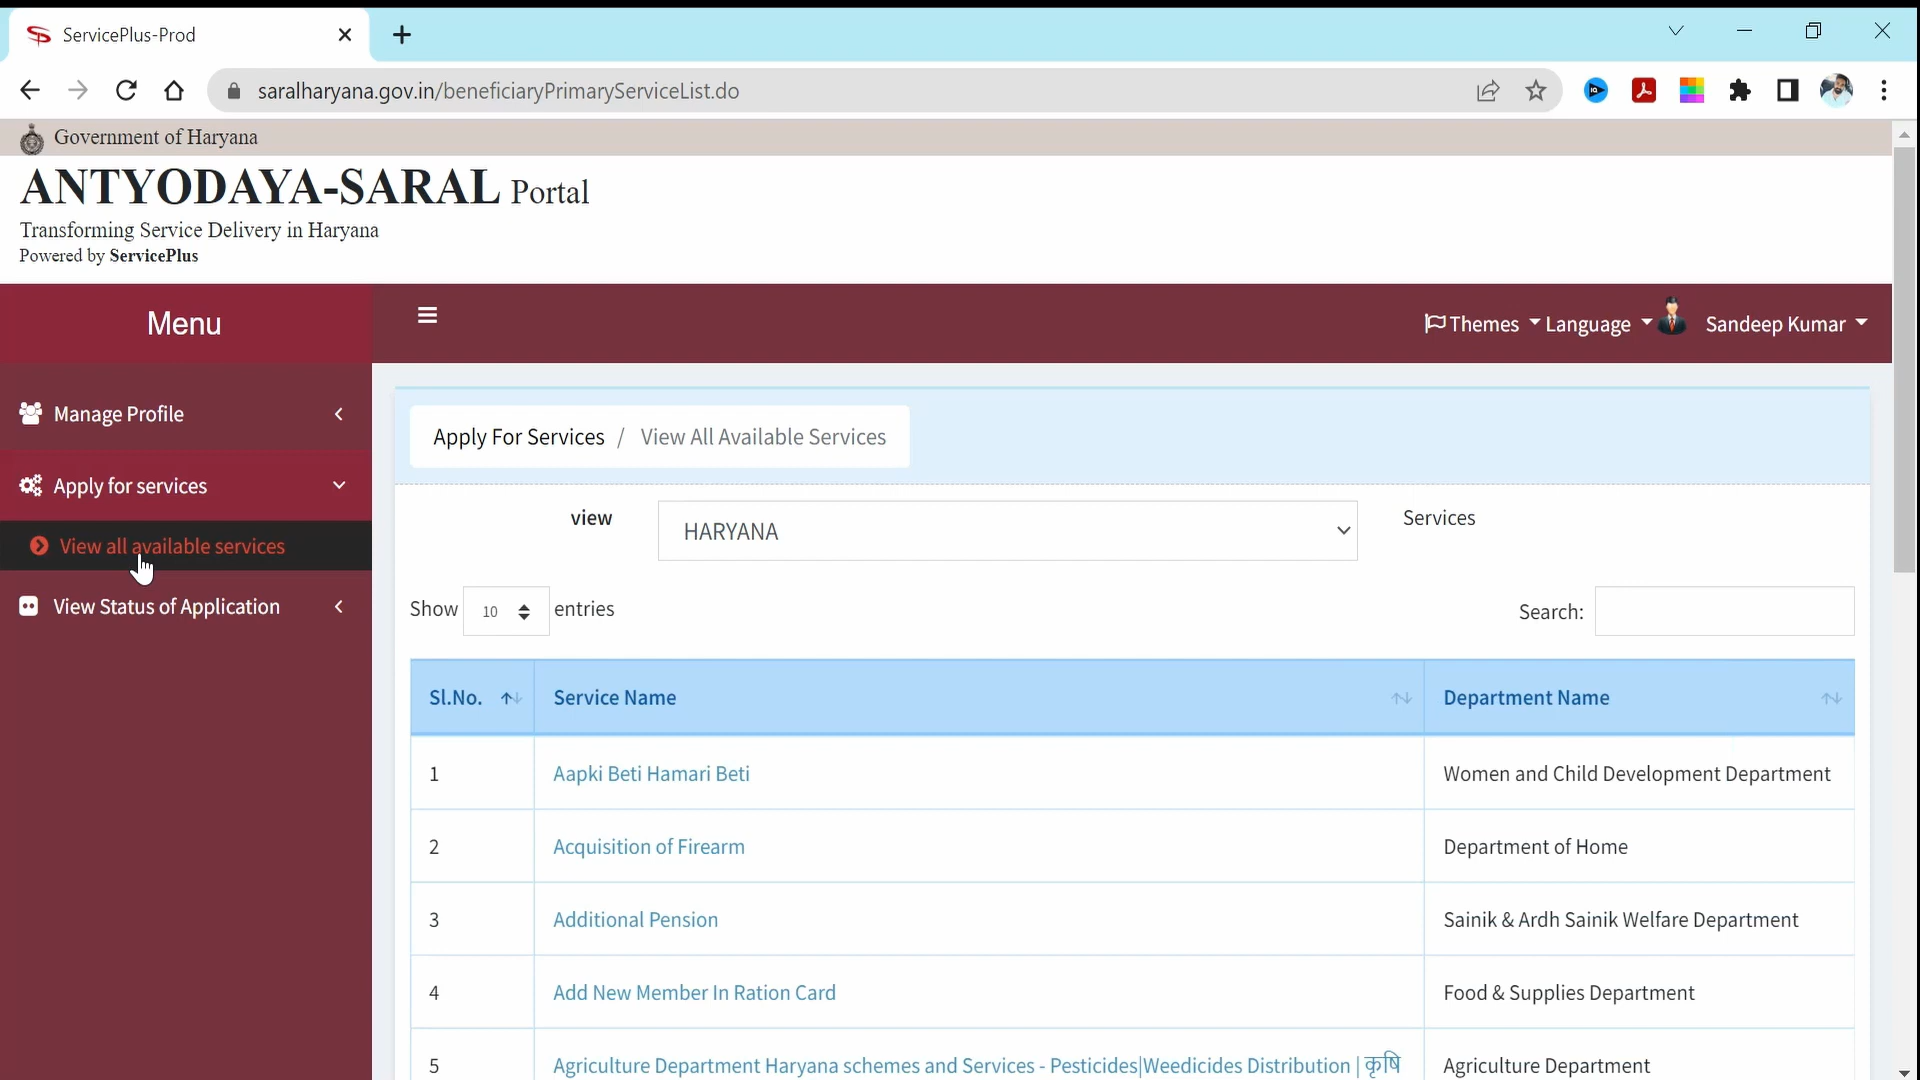 ServicePlus-Prod
saralharyana.gov.in/beneficiaryPrimaryServiceList.do
Government of Haryana
ANTYODAYA-SARAL Portal
Transforming Service Delivery in Haryana
Powered by ServicePlus
Menu
Themes Language Sandeep Kumar
Manage Profile
Apply for services
View all available services
View Status of Application
Apply For Services / View All Available Services
view HARYANA Services
Show 10 entries Search:
Sl.No. Service Name Department Name
1 Aapki Beti Hamari Beti Women and Child Development Department
2 Acquisition of Firearm Department of Home
3 Additional Pension Sainik & Ardh Sainik Welfare Department
4 Add New Member In Ration Card Food & Supplies Department
5 Agriculture Department Haryana schemes and Services - Pesticides|Weedicides Distribution | कृषि Agriculture Department